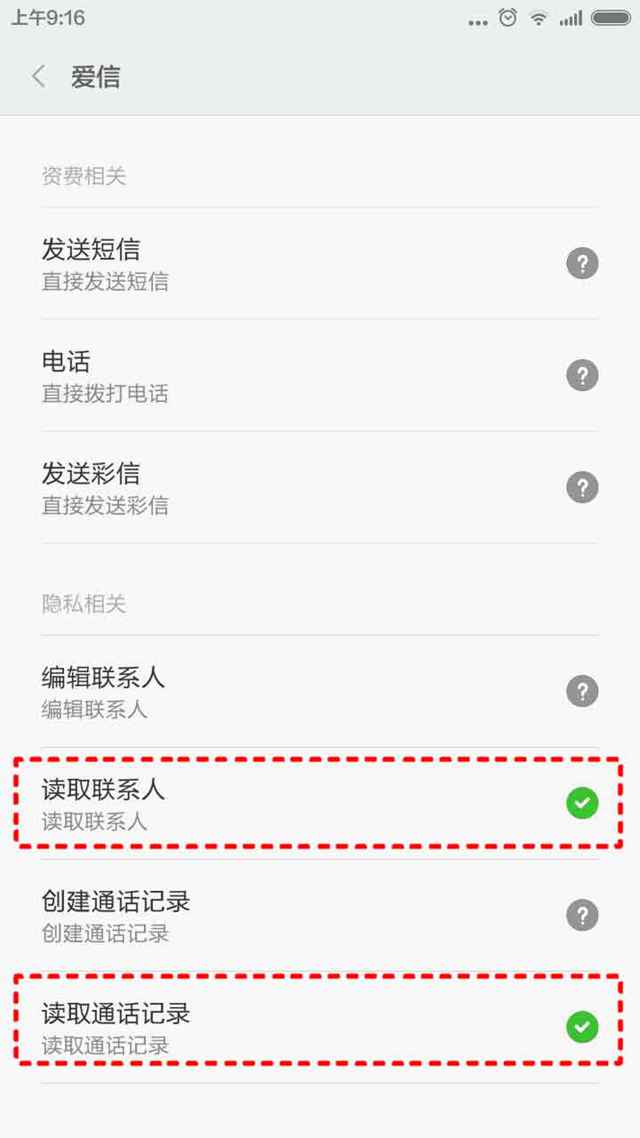 上午9:16
爱信
资费相关
发送短信
直接发送短信
电话
直接拨打电话
发送彩信
直接发送彩信
隐私相关
编辑联系人
编辑联系人
读取联系人
读取联系人
创建通话记录
创建通话记录
读取通话记录
读取通话记录